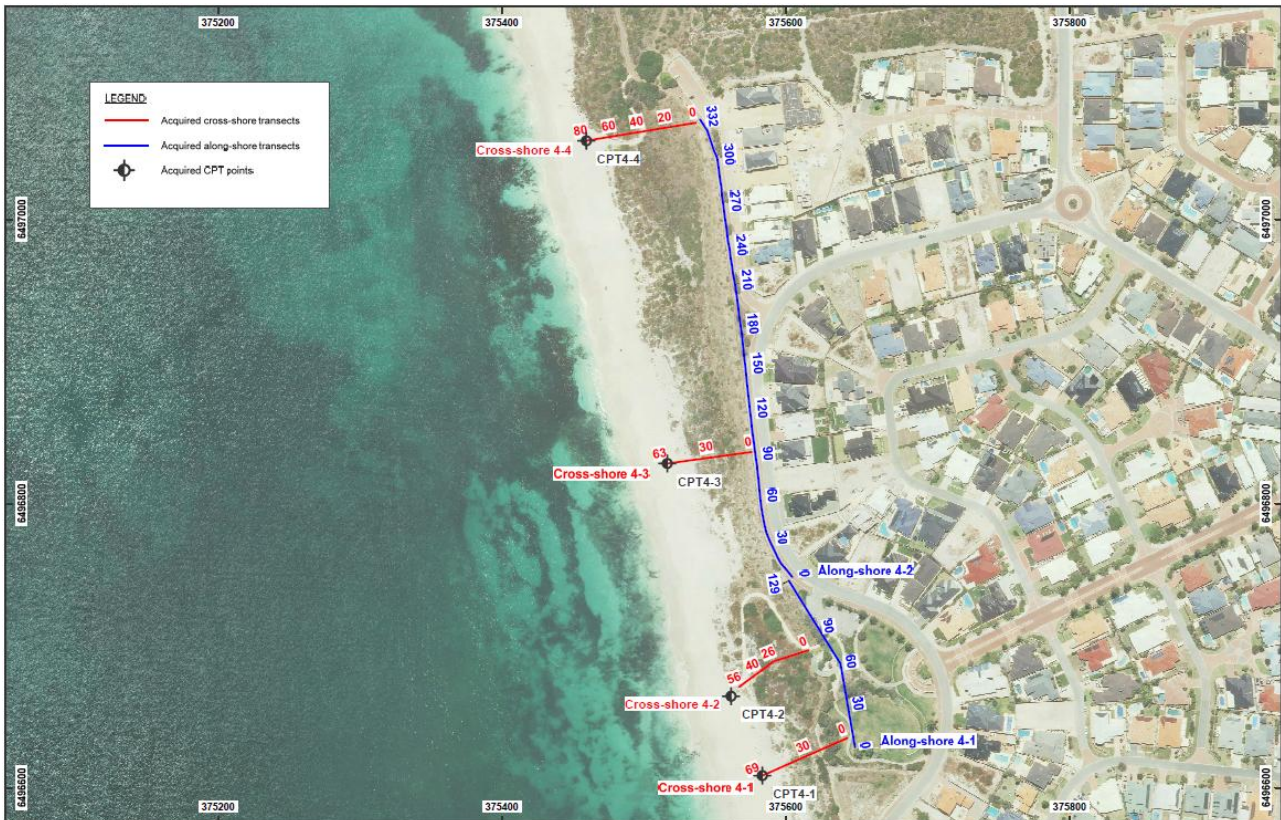 375200
375400
375600
375800
LEGEND:
Acquired cross-shore transects
Acquired along-shore transects
Acquired CPT points
80 60 40 20 0
332
Cross-shore 4-4
CPT4-4
300
270
6497000
6497000
240
210
180
150
120
63 30 0
90
Cross-shore 4-3
CPT4-3
60
6496800
6496800
30
0
Along-shore 4-2
129
90
56 40 26 0
60
Cross-shore 4-2
CPT4-2
30
0
Along-shore 4-1
69 30 0
Cross-shore 4-1
CPT4-1
6496600
6496600
375200
375400
375600
375800